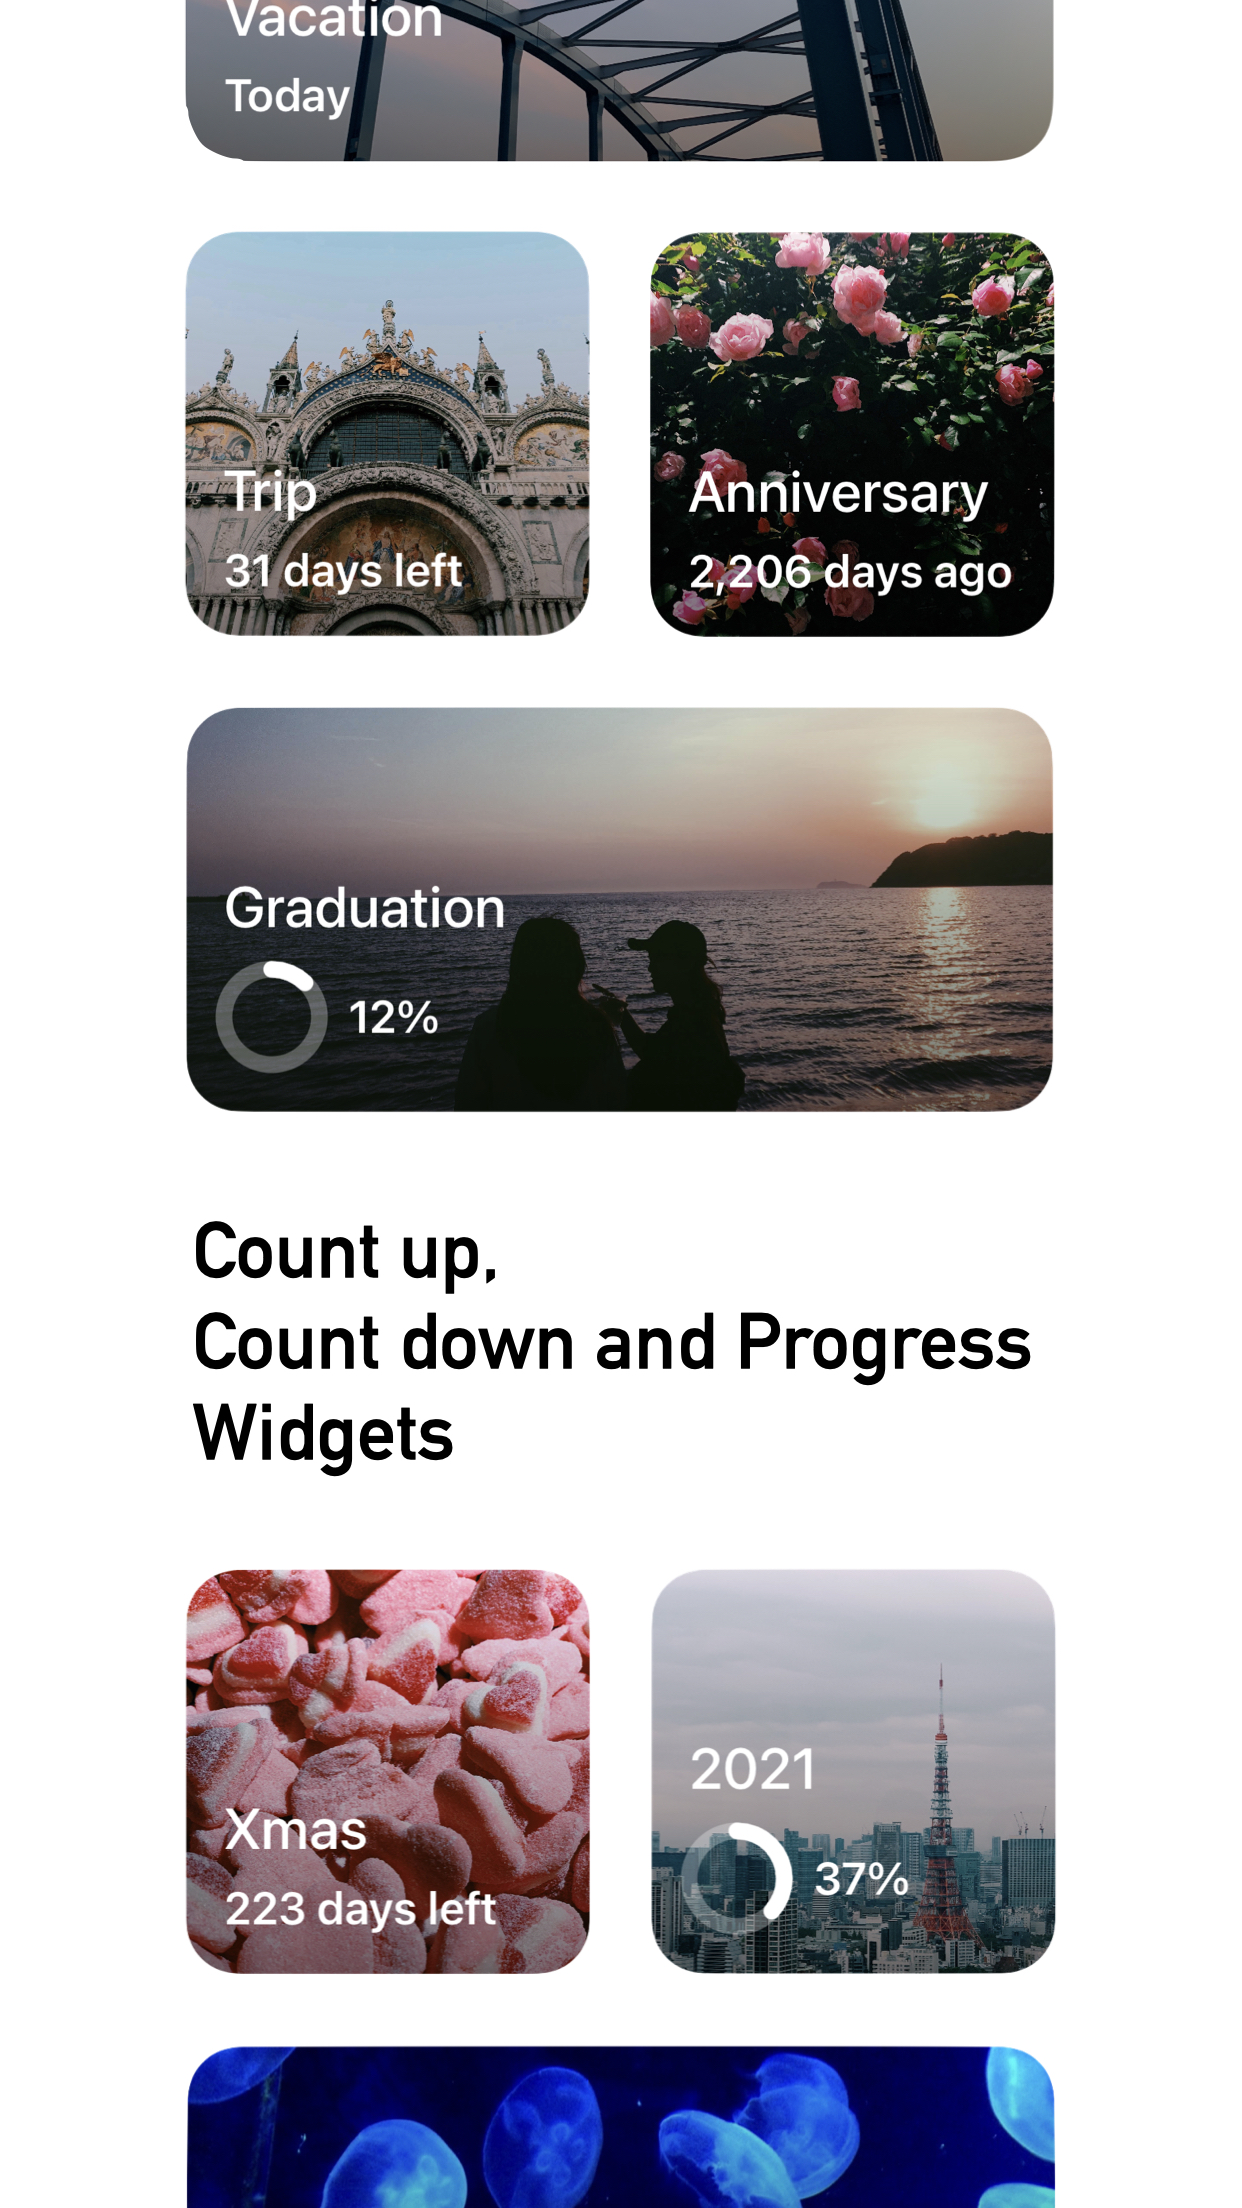 Vacation
Today
Trip
31 days left
Anniversary
2,206 days ago
Graduation
12%
Count up,
Count down and Progress
Widgets
Xmas
223 days left
2021
37%